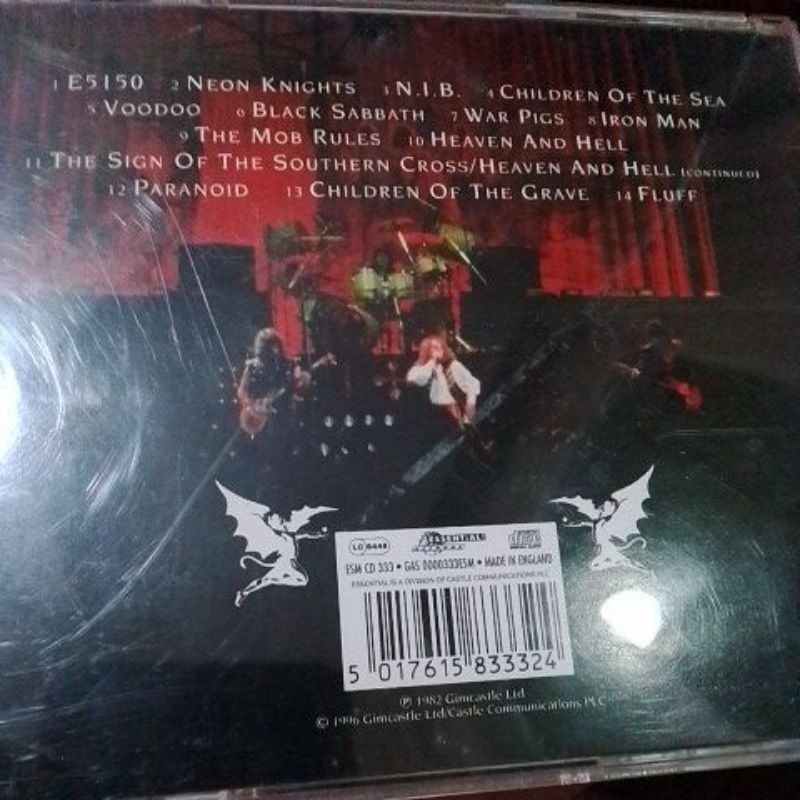 1 E5150 2 NEON KNIGHTS 3 N.I.B. 4 CHILDREN OF THE SEA
5 VOODOO 6 BLACK SABBATH 7 WAR PIGS 8 IRON MAN
9 THE MOB RULES 10 HEAVEN AND HELL
11 THE SIGN OF THE SOUTHERN CROSS/HEAVEN AND HELL (CONTINUED)
12 PARANOID 13 CHILDREN OF THE GRAVE 14 FLUFF
LC 6448 ESSENTIAL!
ESM CD 333 • GAS 0000333ESM • MADE IN ENGLAND
ESSENTIAL IS A DIVISION OF CASTLE COMMUNICATIONS PLC
5 017615 833324
℗ 1982 Gimcastle Ltd
© 1996 Gimcastle Ltd/Castle Communications PLC